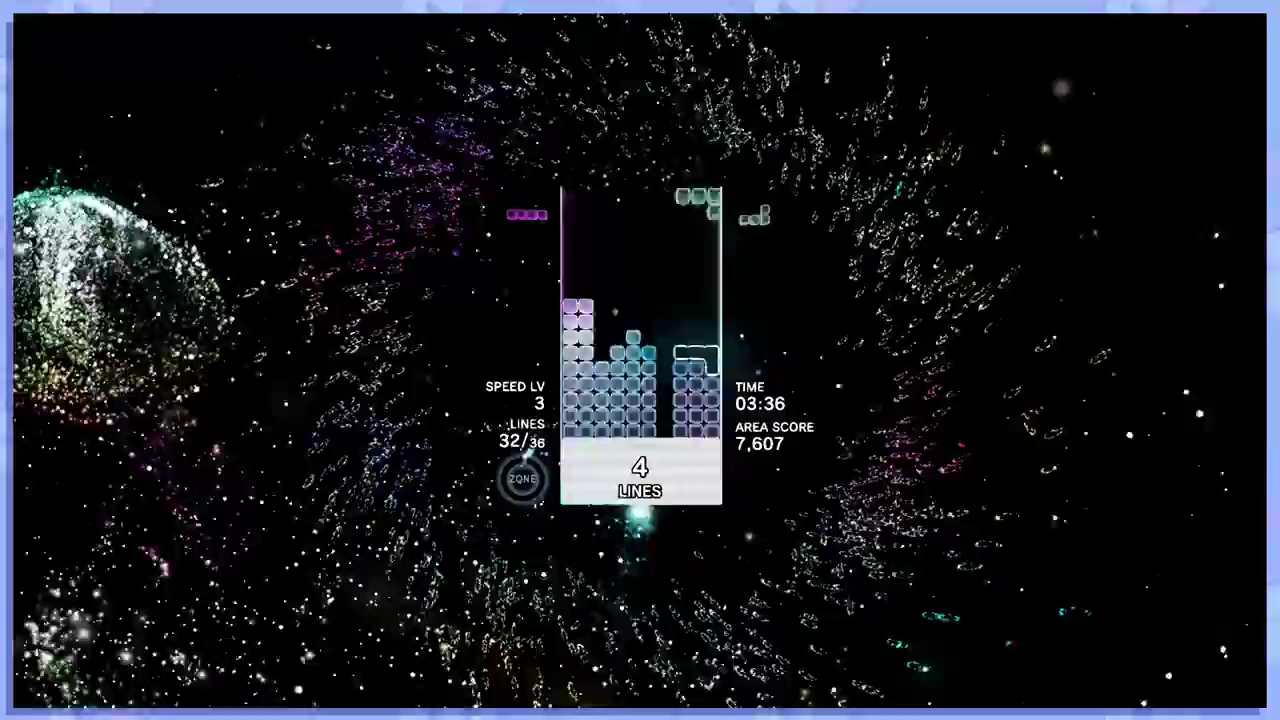 SPEED LV
3
LINES
32/36
ZONE
4
LINES
TIME
03:36
AREA SCORE
7,607